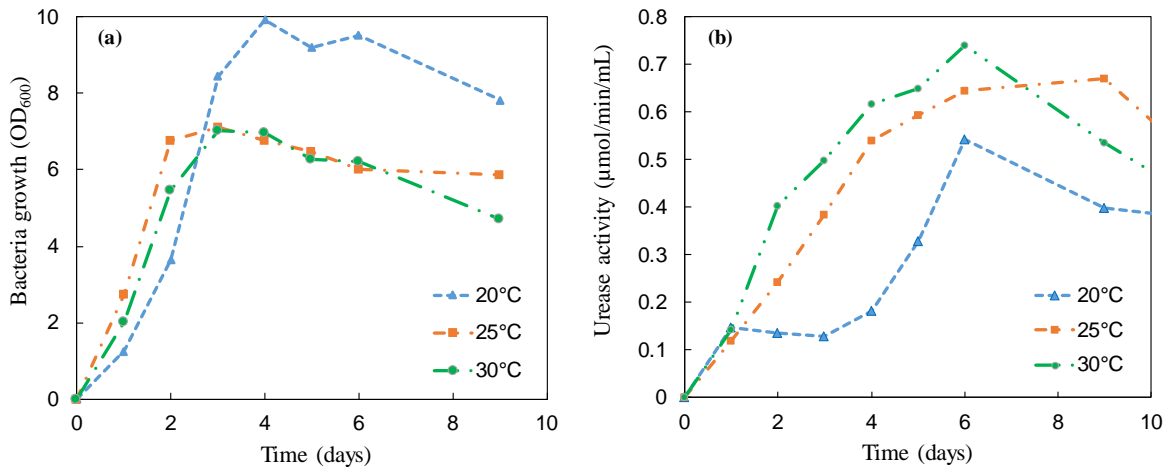 (a)
Bacteria growth (OD₆₀₀)
10
8
6
4
2
0
20°C
25°C
30°C
0 2 4 6 8 10
Time (days)
(b)
Urease activity (µmol/min/mL)
0.8
0.7
0.6
0.5
0.4
0.3
0.2
0.1
0
20°C
25°C
30°C
0 2 4 6 8 10
Time (days)